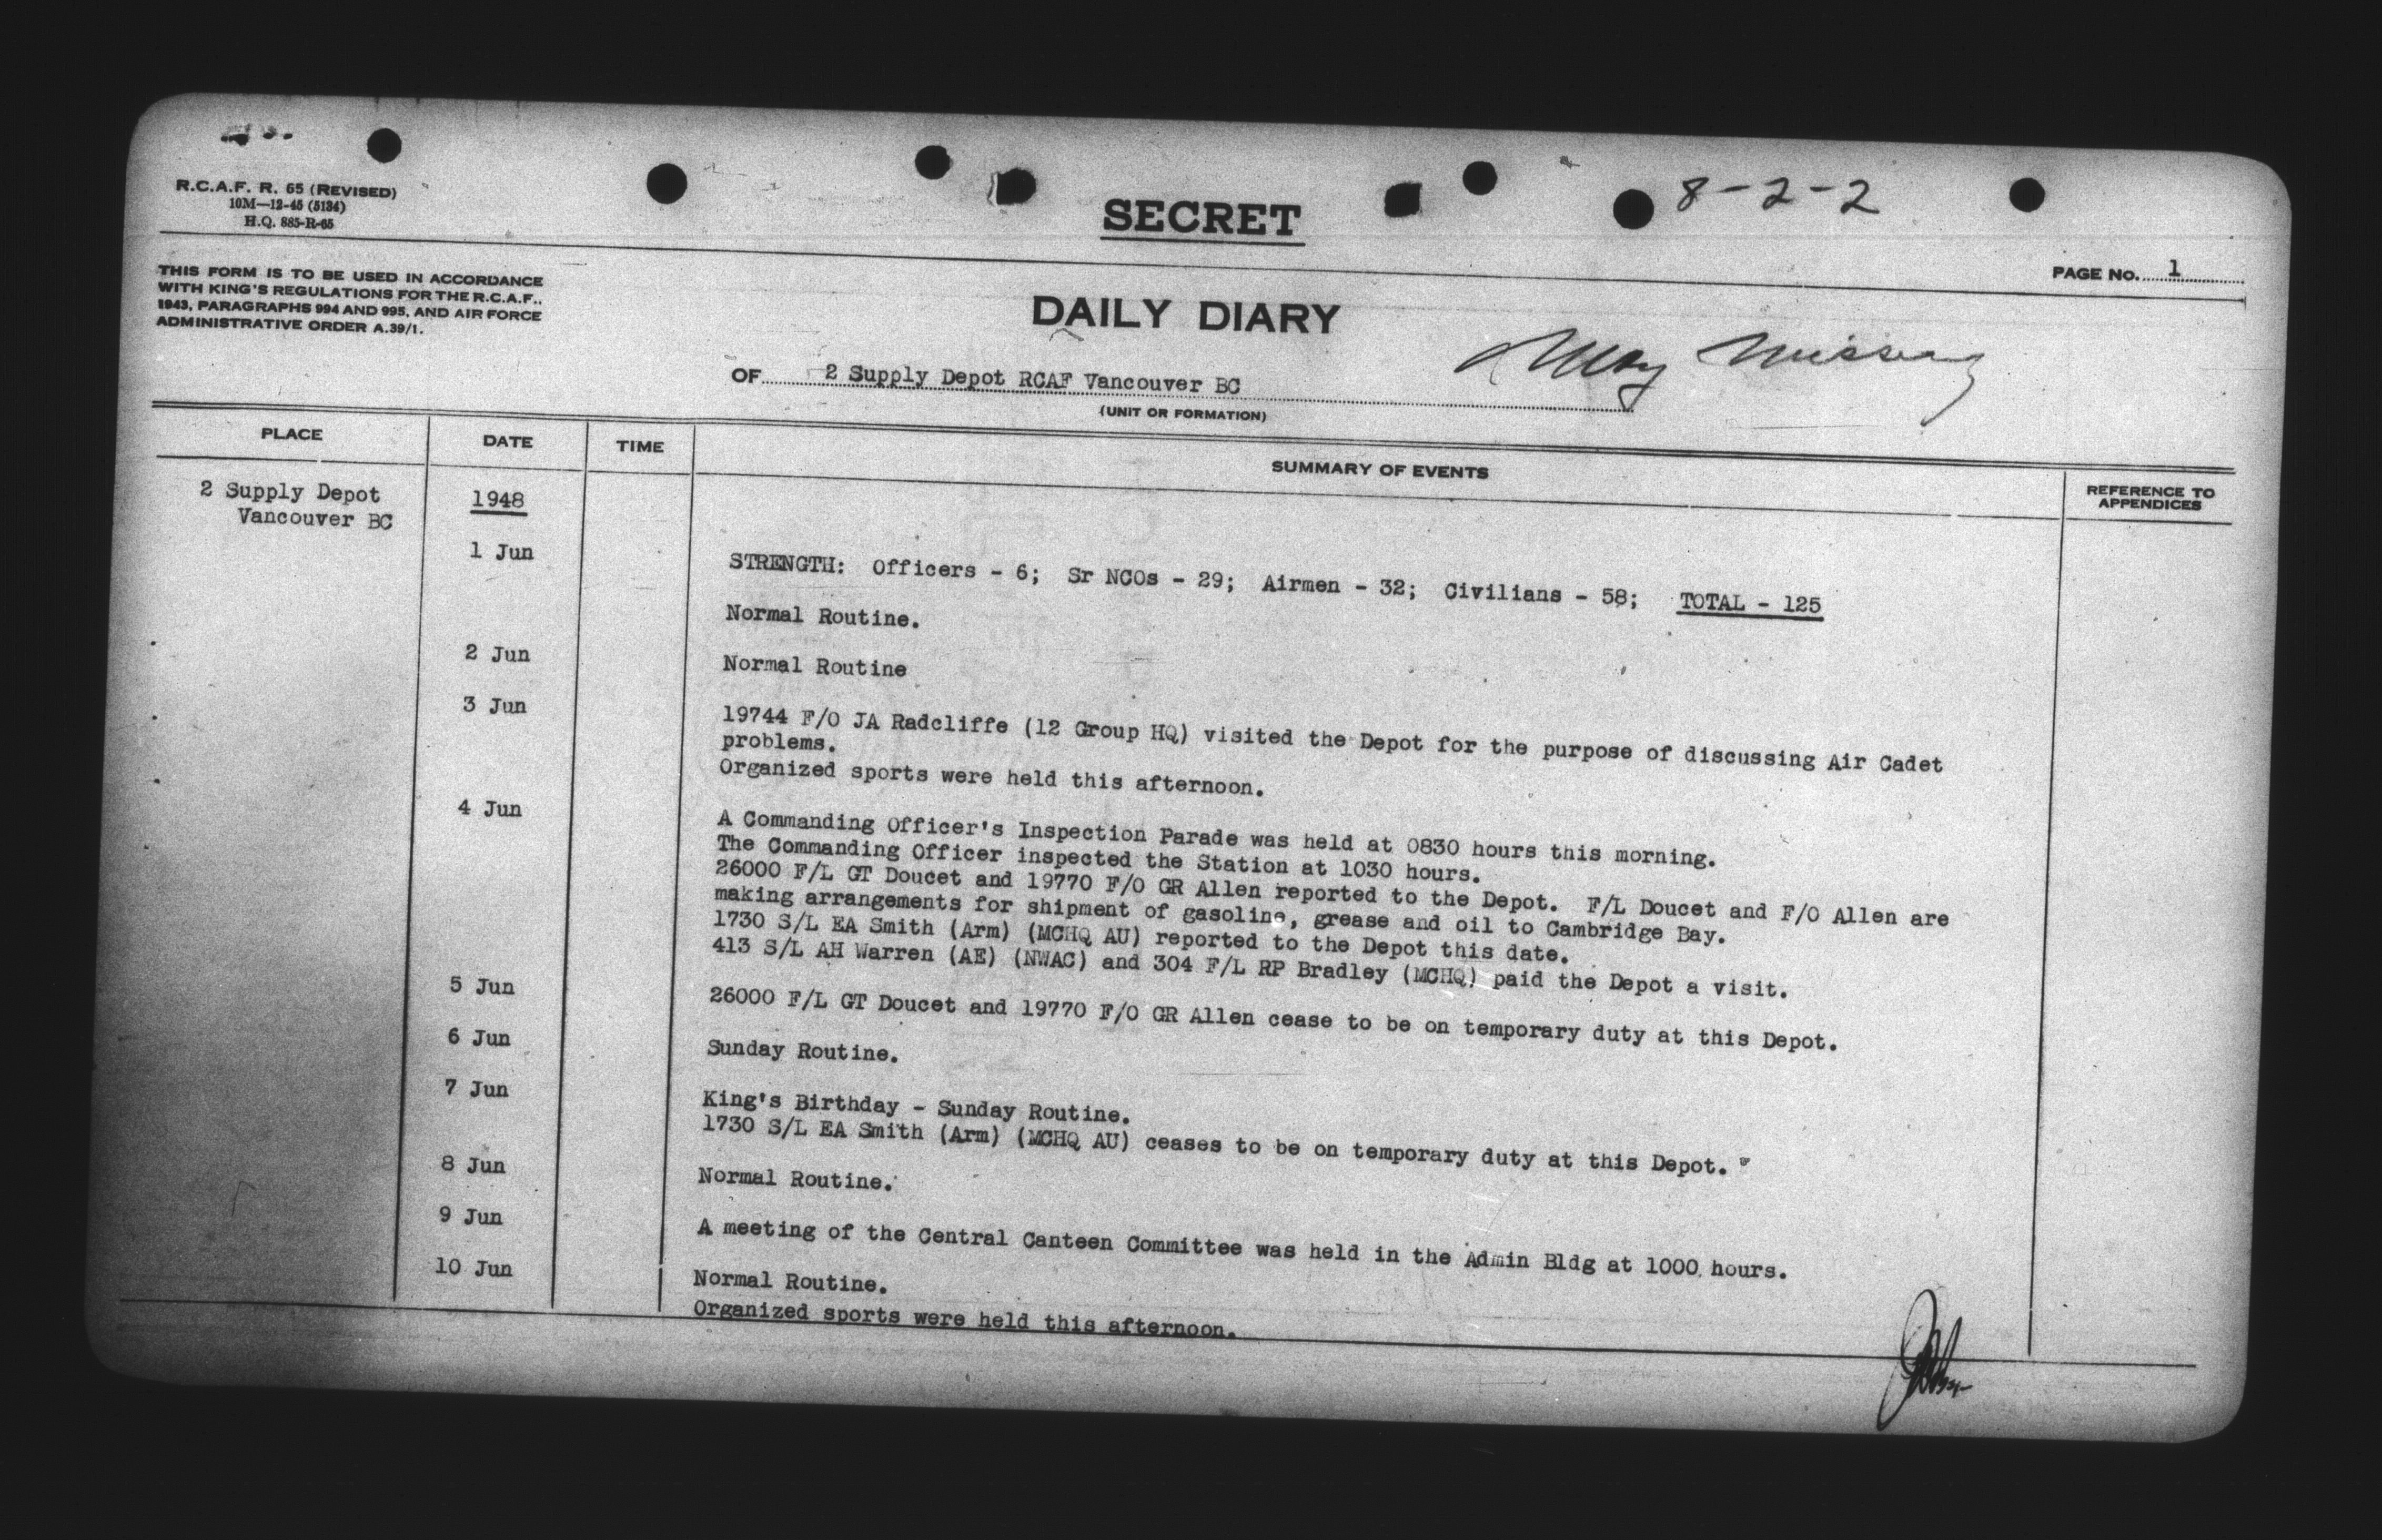 R.C.A.F. R. 65 (REVISED)
10M—12-45 (5134)
H.Q. 885-R-65
SECRET
8-2-2
PAGE No. 1
THIS FORM IS TO BE USED IN ACCORDANCE
WITH KING'S REGULATIONS FOR THE R.C.A.F.,
1943, PARAGRAPHS 994 AND 995, AND AIR FORCE
ADMINISTRATIVE ORDER A.39/1.
DAILY DIARY
May Missing
OF 2 Supply Depot RCAF Vancouver BC
(UNIT OR FORMATION)
PLACE DATE TIME SUMMARY OF EVENTS REFERENCE TO APPENDICES
2 Supply Depot
Vancouver BC
1948
1 Jun STRENGTH: Officers - 6; Sr NCOs - 29; Airmen - 32; Civilians - 58; TOTAL - 125
Normal Routine.
2 Jun Normal Routine
3 Jun 19744 F/O JA Radcliffe (12 Group HQ) visited the Depot for the purpose of discussing Air Cadet
problems.
Organized sports were held this afternoon.
4 Jun A Commanding Officer's Inspection Parade was held at 0830 hours this morning.
The Commanding Officer inspected the Station at 1030 hours.
26000 F/L GT Doucet and 19770 F/O GR Allen reported to the Depot. F/L Doucet and F/O Allen are
making arrangements for shipment of gasoline, grease and oil to Cambridge Bay.
1730 S/L EA Smith (Arm) (MCHQ AU) reported to the Depot this date.
413 S/L AH Warren (AE) (NWAC) and 304 F/L RP Bradley (MCHQ) paid the Depot a visit.
5 Jun 26000 F/L GT Doucet and 19770 F/O GR Allen cease to be on temporary duty at this Depot.
6 Jun Sunday Routine.
7 Jun King's Birthday - Sunday Routine.
1730 S/L EA Smith (Arm) (MCHQ AU) ceases to be on temporary duty at this Depot.
8 Jun Normal Routine.
9 Jun A meeting of the Central Canteen Committee was held in the Admin Bldg at 1000 hours.
10 Jun Normal Routine.
Organized sports were held this afternoon.